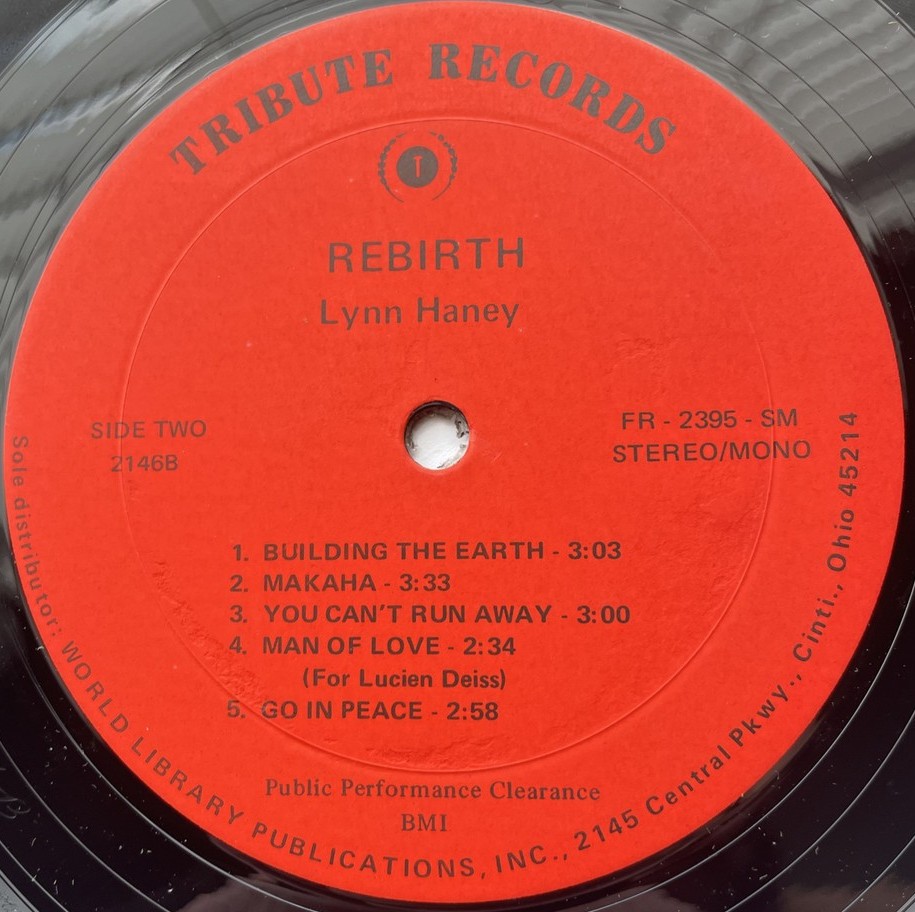 TRIBUTE RECORDS
T
REBIRTH
Lynn Haney
SIDE TWO
2146B
FR - 2395 - SM
STEREO/MONO
1. BUILDING THE EARTH - 3:03
2. MAKAHA - 3:33
3. YOU CAN'T RUN AWAY - 3:00
4. MAN OF LOVE - 2:34
(For Lucien Deiss)
5. GO IN PEACE - 2:58
Public Performance Clearance
BMI
Sole distributor: WORLD LIBRARY PUBLICATIONS, INC., 2145 Central Pkwy., Cinti., Ohio 45214